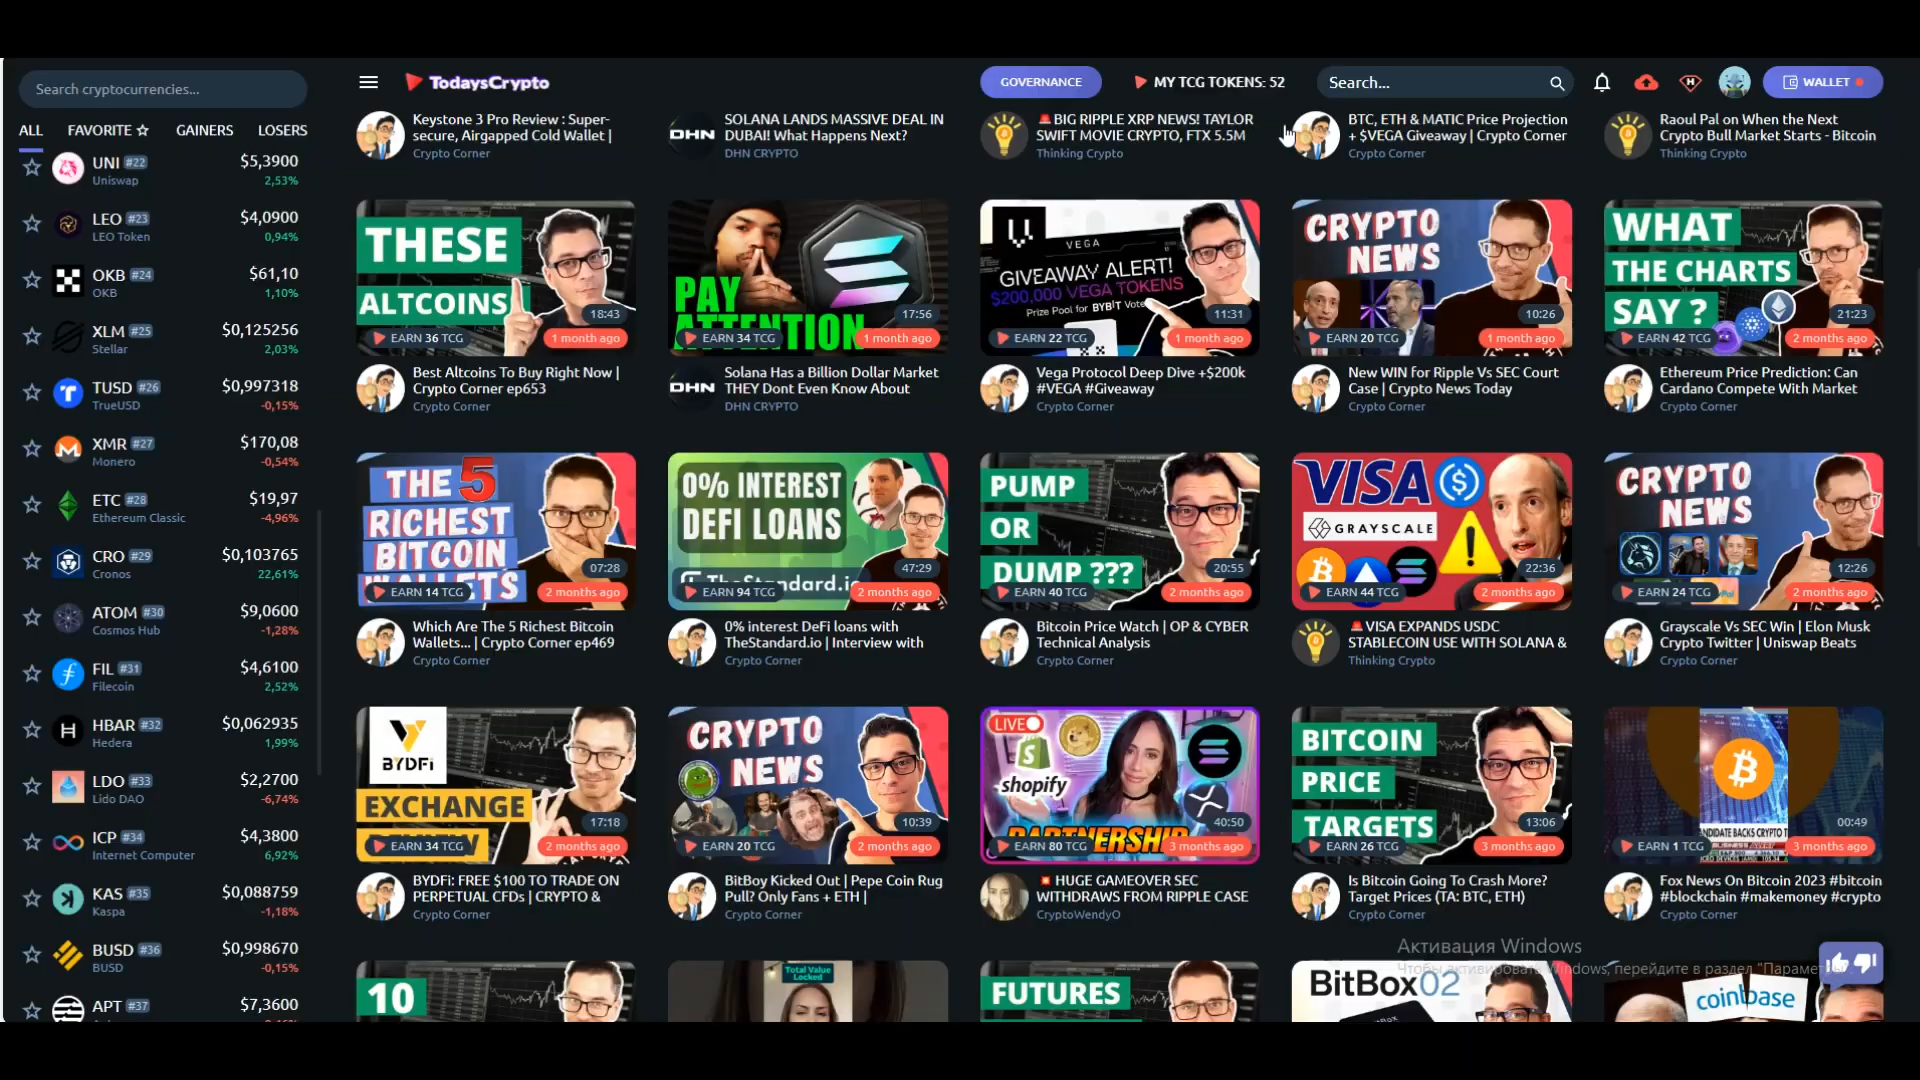 Search cryptocurrencies...
TodaysCrypto
GOVERNANCE
MY TCG TOKENS: 52
Search...
WALLET
ALL
FAVORITE
GAINERS
LOSERS
UNI #22
$5,3900
Uniswap
2,53%
LEO #23
$4,0900
LEO Token
0,94%
OKB #24
$61,10
OKB
1,10%
XLM #25
$0,125256
Stellar
2,03%
TUSD #26
$0,997318
TrueUSD
-0,15%
XMR #27
$170,08
Monero
-0,54%
ETC #28
$19,97
Ethereum Classic
-4,96%
CRO #29
$0,103765
Cronos
22,61%
ATOM #30
$9,0600
Cosmos Hub
-1,28%
FIL #31
$4,6100
Filecoin
2,52%
HBAR #32
$0,062935
Hedera
1,99%
LDO #33
$2,2700
Lido DAO
-6,74%
ICP #34
$4,3800
Internet Computer
6,92%
KAS #35
$0,088759
Kaspa
-1,18%
BUSD #36
$0,998670
BUSD
-0,15%
APT #37
$7,3600
Keystone 3 Pro Review : Super-
secure, Airgapped Cold Wallet |
Crypto Corner
DHN
SOLANA LANDS MASSIVE DEAL IN
DUBAI! What Happens Next?
DHN CRYPTO
BIG RIPPLE XRP NEWS! TAYLOR
SWIFT MOVIE CRYPTO, FTX 5.5M
Thinking Crypto
BTC, ETH & MATIC Price Projection
+ $VEGA Giveaway | Crypto Corner
Crypto Corner
Raoul Pal on When the Next
Crypto Bull Market Starts - Bitcoin
Thinking Crypto
THESE
ALTCOINS
18:43
EARN 36 TCG
1 month ago
Best Altcoins To Buy Right Now |
Crypto Corner ep653
Crypto Corner
PAY
ATTENTION
17:56
EARN 34 TCG
1 month ago
DHN
Solana Has a Billion Dollar Market
THEY Dont Even Know About
DHN CRYPTO
VEGA
GIVEAWAY ALERT!
$200,000 VEGA TOKENS
Prize Pool for BYBIT Vote
11:31
EARN 22 TCG
1 month ago
Vega Protocol Deep Dive +$200k
#VEGA #Giveaway
Crypto Corner
CRYPTO
NEWS
10:26
EARN 20 TCG
1 month ago
New WIN for Ripple Vs SEC Court
Case | Crypto News Today
Crypto Corner
WHAT
THE CHARTS
SAY ?
21:23
EARN 42 TCG
2 months ago
Ethereum Price Prediction: Can
Cardano Compete With Market
Crypto Corner
THE 5
RICHEST
BITCOIN
WALLETS
07:28
EARN 14 TCG
2 months ago
Which Are The 5 Richest Bitcoin
Wallets... | Crypto Corner ep469
Crypto Corner
0% INTEREST
DEFI LOANS
TheStandard.io
47:29
EARN 94 TCG
2 months ago
0% interest DeFi loans with
TheStandard.io | Interview with
Crypto Corner
PUMP
OR
DUMP ???
20:55
EARN 40 TCG
2 months ago
Bitcoin Price Watch | OP & CYBER
Technical Analysis
Crypto Corner
VISA
GRAYSCALE
22:36
EARN 44 TCG
2 months ago
VISA EXPANDS USDC
STABLECOIN USE WITH SOLANA &
Thinking Crypto
CRYPTO
NEWS
12:26
EARN 24 TCG
2 months ago
Grayscale Vs SEC Win | Elon Musk
Crypto Twitter | Uniswap Beats
Crypto Corner
BYDFi
EXCHANGE
17:18
EARN 34 TCG
2 months ago
BYDFi: FREE $100 TO TRADE ON
PERPETUAL CFDs | CRYPTO &
Crypto Corner
CRYPTO
NEWS
10:39
EARN 20 TCG
2 months ago
BitBoy Kicked Out | Pepe Coin Rug
Pull? Only Fans + ETH |
Crypto Corner
LIVE
shopify
PARTNERSHIP
40:50
EARN 80 TCG
3 months ago
HUGE GAMEOVER SEC
WITHDRAWS FROM RIPPLE CASE
CryptoWendyO
BITCOIN
PRICE
TARGETS
13:06
EARN 26 TCG
3 months ago
Is Bitcoin Going To Crash More?
Target Prices (TA: BTC, ETH)
Crypto Corner
NDIDATE BACKS CRYPTO T
00:49
EARN 1 TCG
3 months ago
Fox News On Bitcoin 2023 #bitcoin
#blockchain #makemoney #crypto
Crypto Corner
10
Total Value
Locked
FUTURES
BitBox02
coinbase
Активация Windows
Чтобы активировать Windows, перейдите в раздел "Параметры".